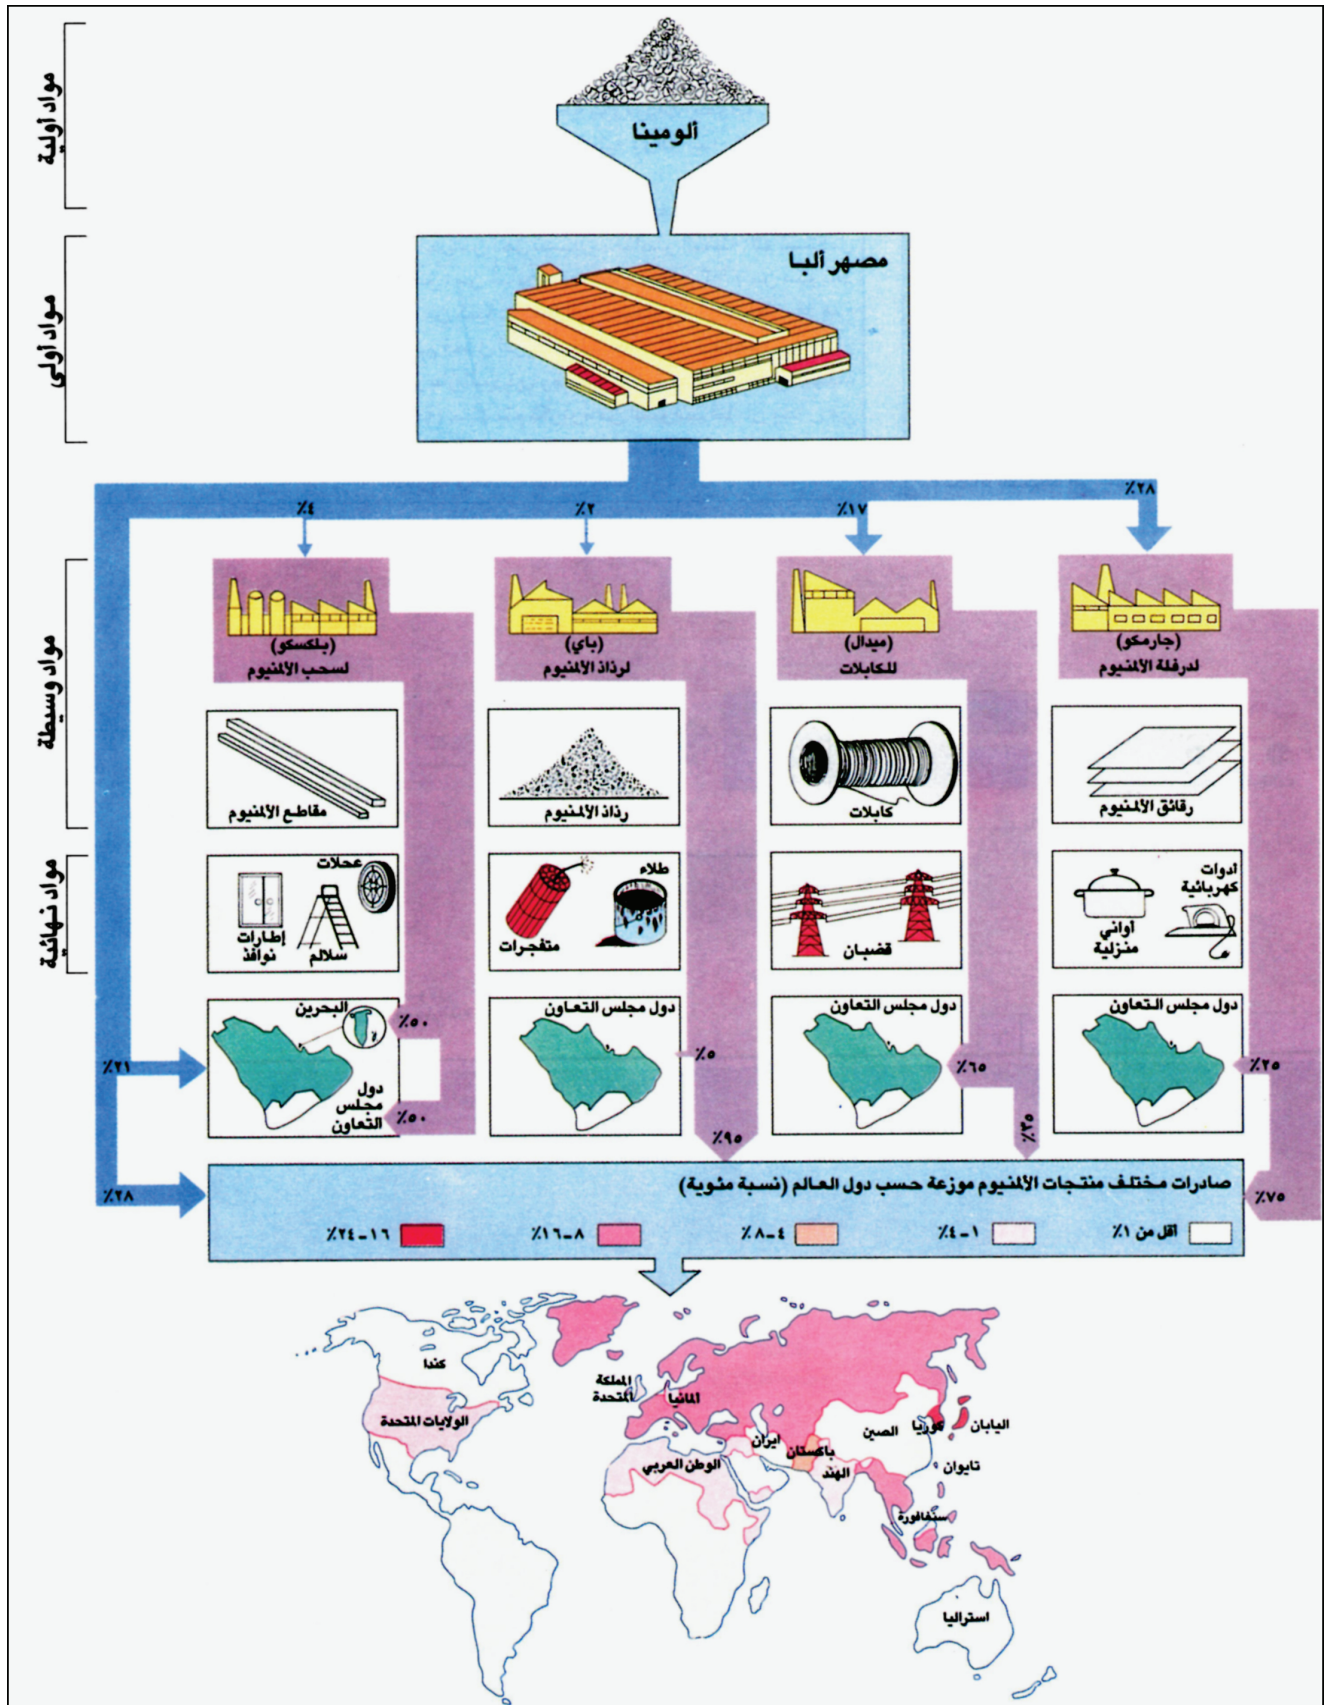 مواد أولية
ألومينا
مواد أولى
مصهر ألبا
٪٢٨
٪١٧
٪٢
٪٤
مواد وسيطة
(جارمكو)
لدرفلة الألمنيوم
(ميدال)
للكابلات
(باي)
لرذاذ الألمنيوم
(بلكسكو)
لسحب الألمنيوم
رقائق الألمنيوم
كابلات
رذاذ الألمنيوم
مقاطع الألمنيوم
مواد نهائية
أدوات
كهربائية
أواني
منزلية
قضبان
طلاء
متفجرات
عجلات
سلالم
إطارات
نوافذ
دول مجلس التعاون
٪٢٥
دول مجلس التعاون
٪٦٥
دول مجلس التعاون
٪٥
البحرين
٪٥٠
دول
مجلس
التعاون
٪٥٠
٪٢١
٪٣٥
٪٩٥
٪٧٥
٪٢٨
صادرات مختلف منتجات الألمنيوم موزعة حسب دول العالم (نسبة مئوية)
أقل من ١٪
١-٤٪
٤-٨٪
٨-١٦٪
١٦-٢٤٪
كندا
الولايات المتحدة
المملكة
المتحدة
ألمانيا
الوطن العربي
ايران
باكستان
الهند
الصين
كوريا
اليابان
تايوان
سنغافورة
استراليا